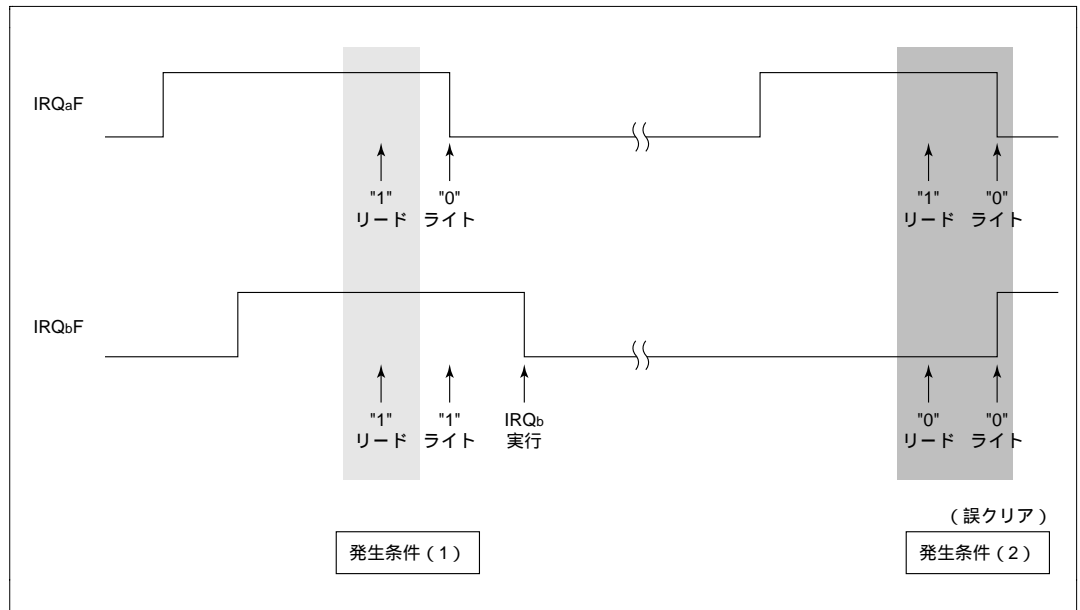 IRQaF
"1"
リード
"0"
ライト
"1"
リード
"0"
ライト
IRQbF
"1"
リード
"1"
ライト
IRQb
実行
"0"
リード
"0"
ライト
(誤クリア)
発生条件(1)
発生条件(2)